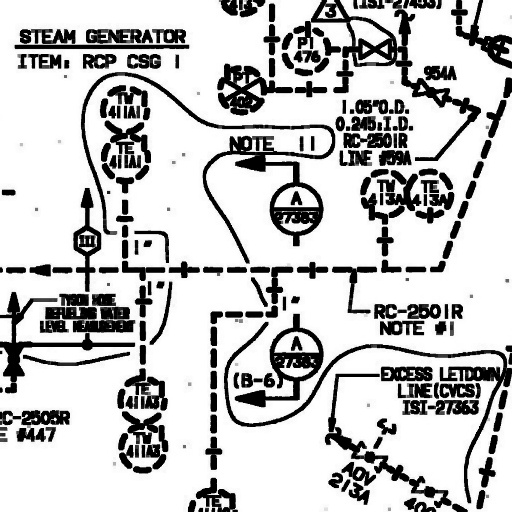 STEAM GENERATOR
ITEM: RCP CSG 1
413
3
(ISI-27453)
PI
476
PT
402
954A
1.05"O.D.
0.245:I.D.
RC-2501R
LINE #59A
TW
411A1
TE
411A1
NOTE 11
A
27363
TW
413A
TE
413A
III
1"
1"
1"
TYGON HOSE
REFUELING WATER
LEVEL MEASUREMENT
RC-2501R
NOTE #1
A
27363
(B-6)
EXCESS LETDOWN
LINE(CVCS)
ISI-27363
TE
411A3
TW
411A3
C-2505R
E #447
AOV
213A
TE